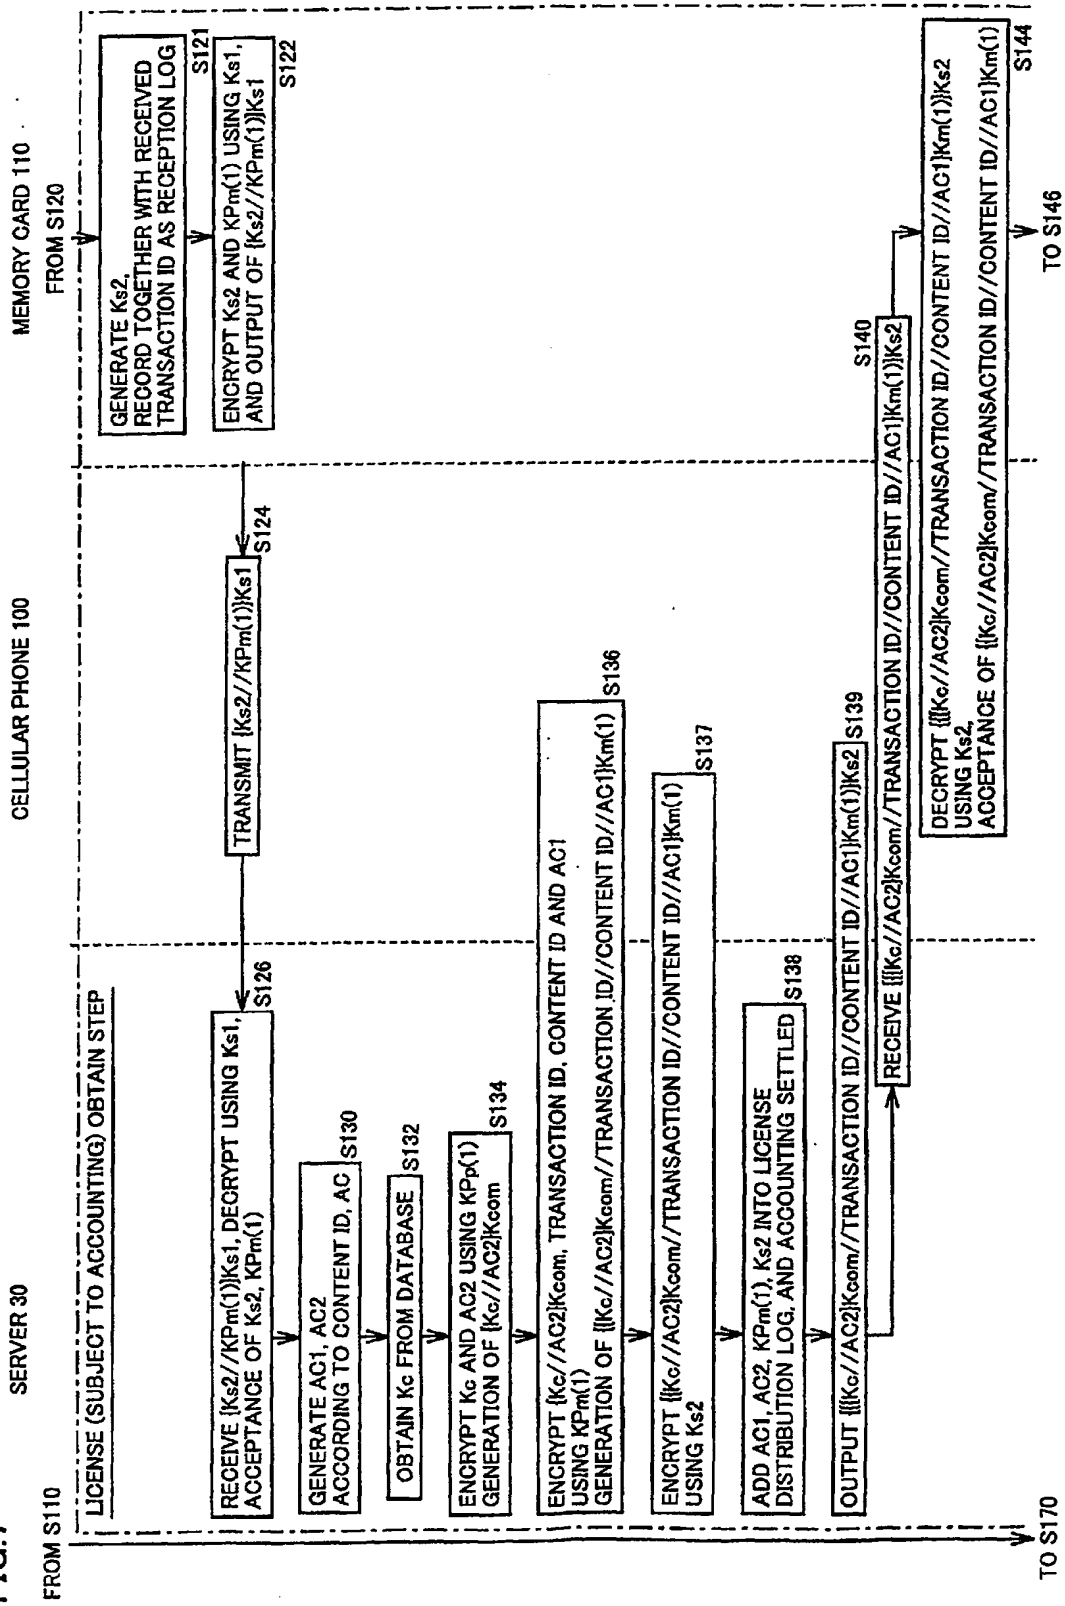 FROM S110
SERVER 30
CELLULAR PHONE 100
MEMORY CARD 110
FROM S120
LICENSE (SUBJECT TO ACCOUNTING) OBTAIN STEP
GENERATE Ks2,
RECORD TOGETHER WITH RECEIVED
TRANSACTION ID AS RECEPTION LOG
S121
ENCRYPT Ks2 AND KPm(1) USING Ks1,
AND OUTPUT OF {Ks2//KPm(1)}Ks1
S122
TRANSMIT {Ks2//KPm(1)}Ks1
S124
RECEIVE {Ks2//KPm(1)}Ks1, DECRYPT USING Ks1,
ACCEPTANCE OF Ks2, KPm(1)
S126
GENERATE AC1, AC2
ACCORDING TO CONTENT ID, AC
S130
OBTAIN Kc FROM DATABASE
S132
ENCRYPT Kc AND AC2 USING KPp(1)
GENERATION OF {Kc//AC2}Kcom
S134
ENCRYPT {Kc//AC2}Kcom, TRANSACTION ID, CONTENT ID AND AC1
USING KPm(1)
GENERATION OF {{Kc//AC2}Kcom//TRANSACTION ID//CONTENT ID//AC1}Km(1)
S136
ENCRYPT {{Kc//AC2}Kcom//TRANSACTION ID//CONTENT ID//AC1}Km(1)
USING Ks2
S137
ADD AC1, AC2, KPm(1), Ks2 INTO LICENSE
DISTRIBUTION LOG, AND ACCOUNTING SETTLED
S138
OUTPUT {{{Kc//AC2}Kcom//TRANSACTION ID//CONTENT ID//AC1}Km(1)}Ks2
S139
RECEIVE {{{Kc//AC2}Kcom//TRANSACTION ID//CONTENT ID//AC1}Km(1)}Ks2
S140
DECRYPT {{{Kc//AC2}Kcom//TRANSACTION ID//CONTENT ID//AC1}Km(1)}Ks2
USING Ks2,
ACCEPTANCE OF {{Kc//AC2}Kcom//TRANSACTION ID//CONTENT ID//AC1}Km(1)
S144
TO S170
TO S146